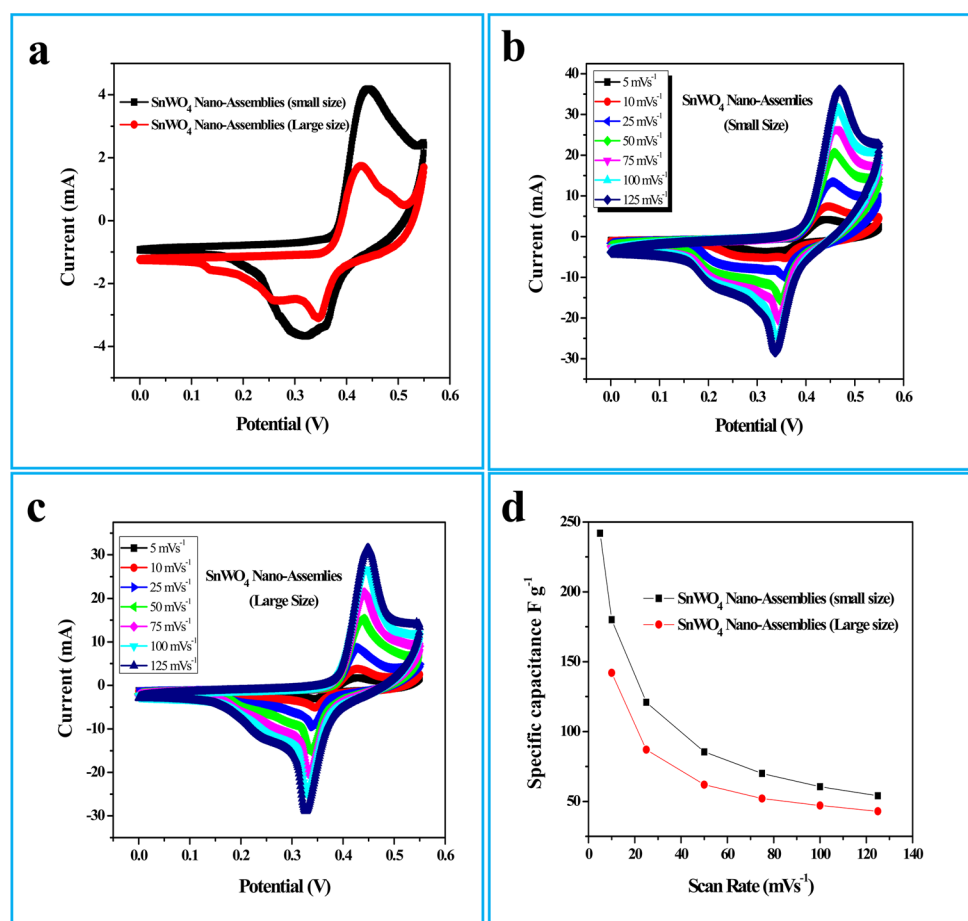 a
SnWO4 Nano-Assemblies (small size)
SnWO4 Nano-Assemblies (Large size)
Current (mA)
4
2
0
-2
-4
0.0 0.1 0.2 0.3 0.4 0.5 0.6
Potential (V)
b
5 mVs-1
10 mVs-1
25 mVs-1
50 mVs-1
75 mVs-1
100 mVs-1
125 mVs-1
SnWO4 Nano-Assemlies
(Small Size)
Current (mA)
40
30
20
10
0
-10
-20
-30
0.0 0.1 0.2 0.3 0.4 0.5 0.6
Potential (V)
c
5 mVs-1
10 mVs-1
25 mVs-1
50 mVs-1
75 mVs-1
100 mVs-1
125 mVs-1
SnWO4 Nano-Assemlies
(Large Size)
Current (mA)
30
20
10
0
-10
-20
-30
0.0 0.1 0.2 0.3 0.4 0.5 0.6
Potential (V)
d
SnWO4 Nano-Assemblies (small size)
SnWO4 Nano-Assemblies (Large size)
Specific capacitance F g-1
250
200
150
100
50
0 20 40 60 80 100 120 140
Scan Rate (mVs-1)